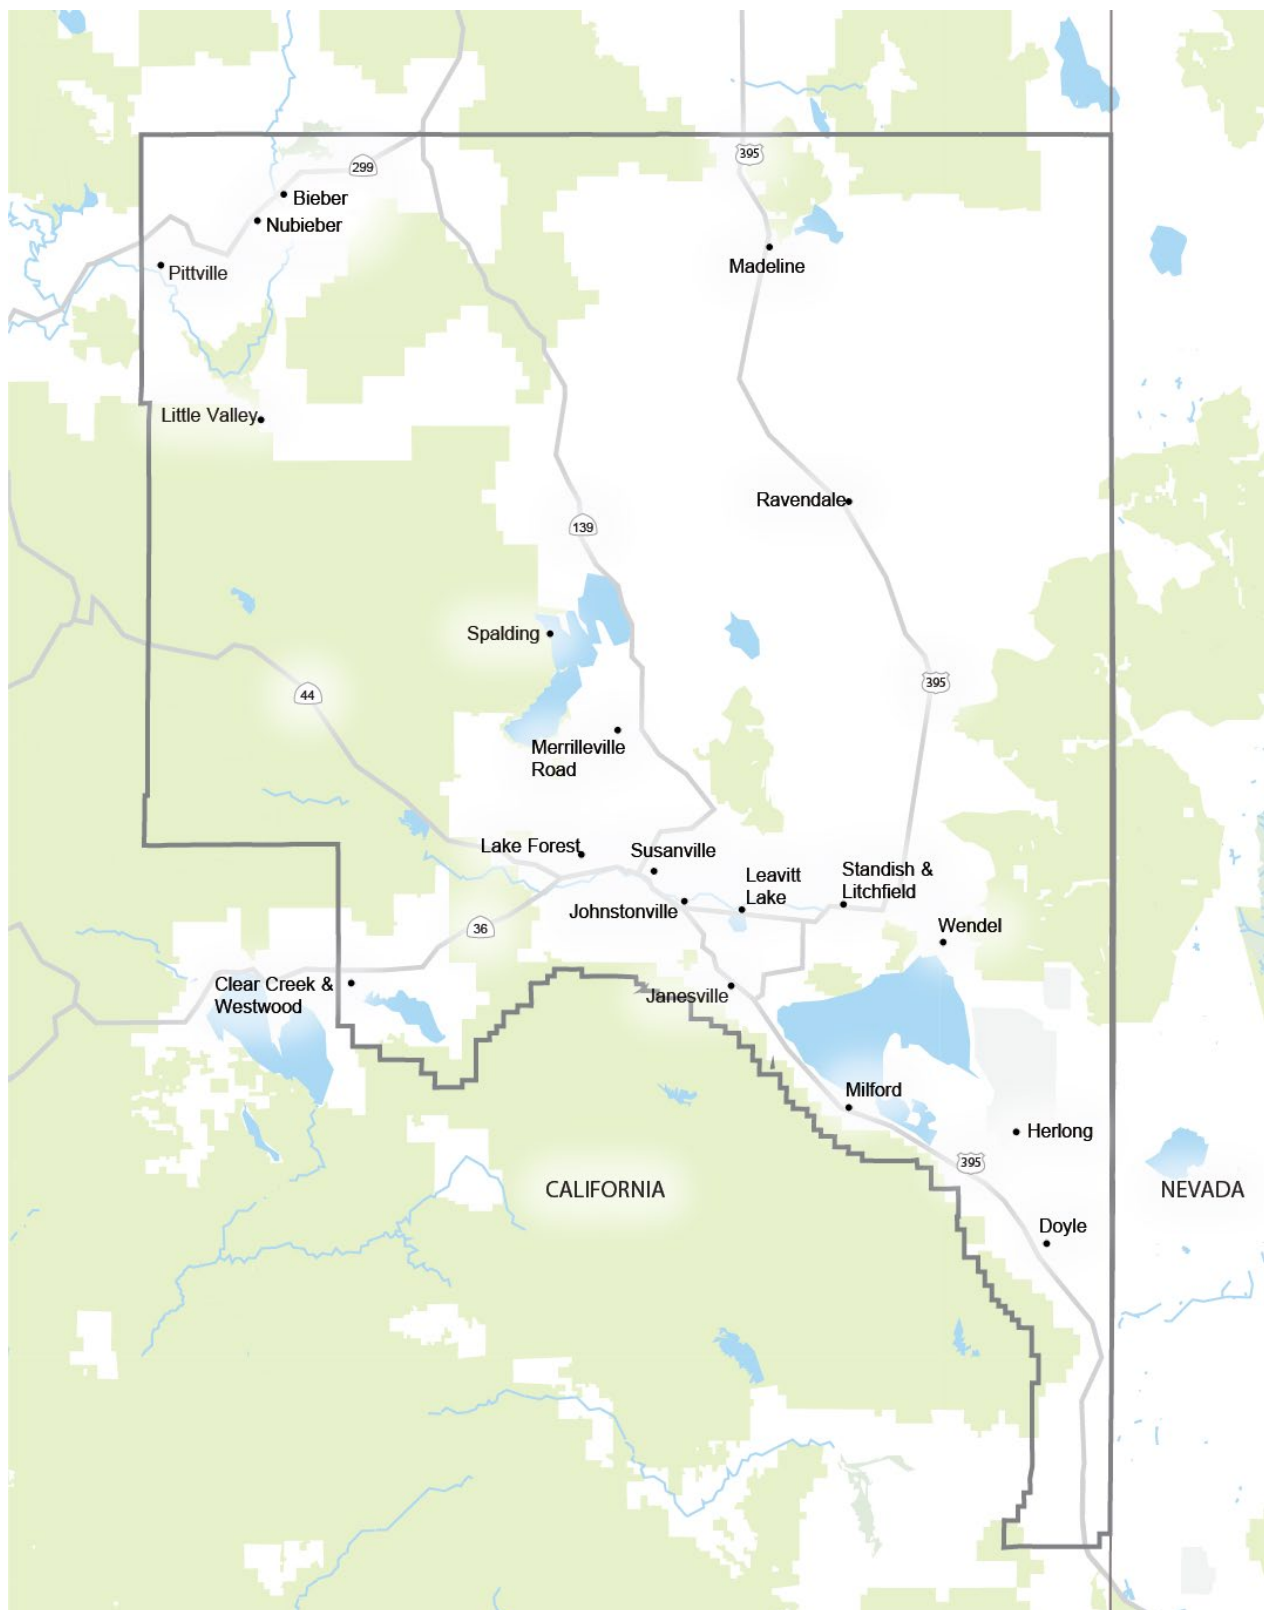 299
395
Bieber
Nubieber
Pittville
Madeline
Little Valley
Ravendale
139
Spalding
395
44
Merrilleville
Road
Lake Forest
Susanville
Leavitt
Lake
Standish &
Litchfield
Johnstonville
36
Wendel
Clear Creek &
Westwood
Janesville
Milford
Herlong
395
CALIFORNIA
NEVADA
Doyle